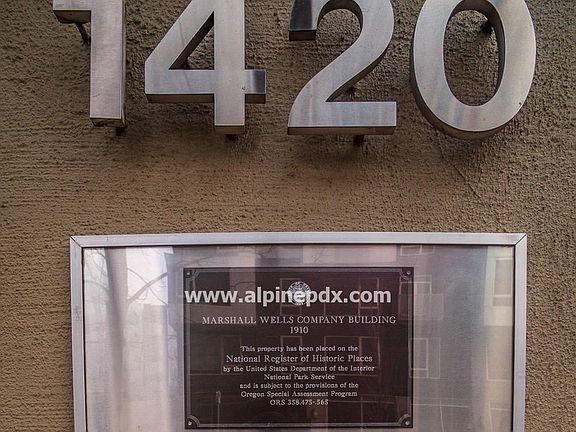 1420
www.alpinepdx.com
MARSHALL WELLS COMPANY BUILDING
1910
This property has been placed on the
National Register of Historic Places
by the United States Department of the Interior
National Park Service
and is subject to the provisions of the
Oregon Special Assessment Program
ORS 358.475-.565